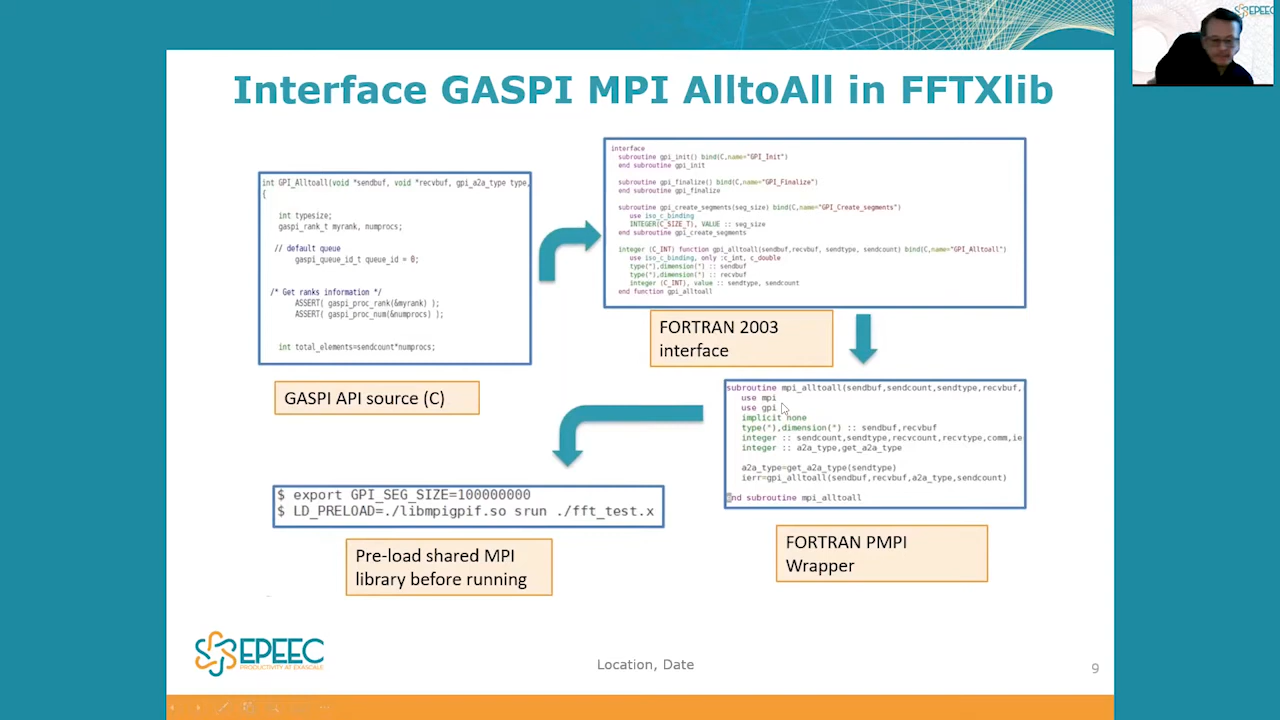 EPEEC
Interface GASPI MPI AlltoAll in FFTXlib
int GPI_Alltoall(void *sendbuf, void *recvbuf, gpi_a2a_type type,
{
int typesize;
gaspi_rank_t myrank, numprocs;
// default queue
gaspi_queue_id_t queue_id = 0;
/* Get ranks information */
ASSERT( gaspi_proc_rank(&myrank) );
ASSERT( gaspi_proc_num(&numprocs) );
int total_elements=sendcount*numprocs;
GASPI API source (C)
interface
subroutine gpi_init() bind(C,name="GPI_Init")
end subroutine gpi_init
subroutine gpi_finalize() bind(C,name="GPI_Finalize")
end subroutine gpi_finalize
subroutine gpi_create_segments(seg_size) bind(C,name="GPI_Create_segments")
use iso_c_binding
INTEGER(C_SIZE_T), VALUE :: seg_size
end subroutine gpi_create_segments
integer (C_INT) function gpi_alltoall(sendbuf,recvbuf, sendtype, sendcount) bind(C,name="GPI_Alltoall")
use iso_c_binding, only :c_int, c_double
type(*),dimension(*) :: sendbuf
type(*),dimension(*) :: recvbuf
integer (C_INT), value :: sendtype, sendcount
end function gpi_alltoall
FORTRAN 2003
interface
subroutine mpi_alltoall(sendbuf,sendcount,sendtype,recvbuf,
use mpi
use gpi
implicit none
type(*),dimension(*) :: sendbuf,recvbuf
integer :: sendcount,sendtype,recvcount,recvtype,comm,ie
integer :: a2a_type,get_a2a_type
a2a_type=get_a2a_type(sendtype)
ierr=gpi_alltoall(sendbuf,recvbuf,a2a_type,sendcount)
end subroutine mpi_alltoall
FORTRAN PMPI
Wrapper
$ export GPI_SEG_SIZE=100000000
$ LD_PRELOAD=./libmpigpif.so srun ./fft_test.x
Pre-load shared MPI
library before running
EPEEC
PRODUCTIVITY AT EXASCALE
Location, Date
9